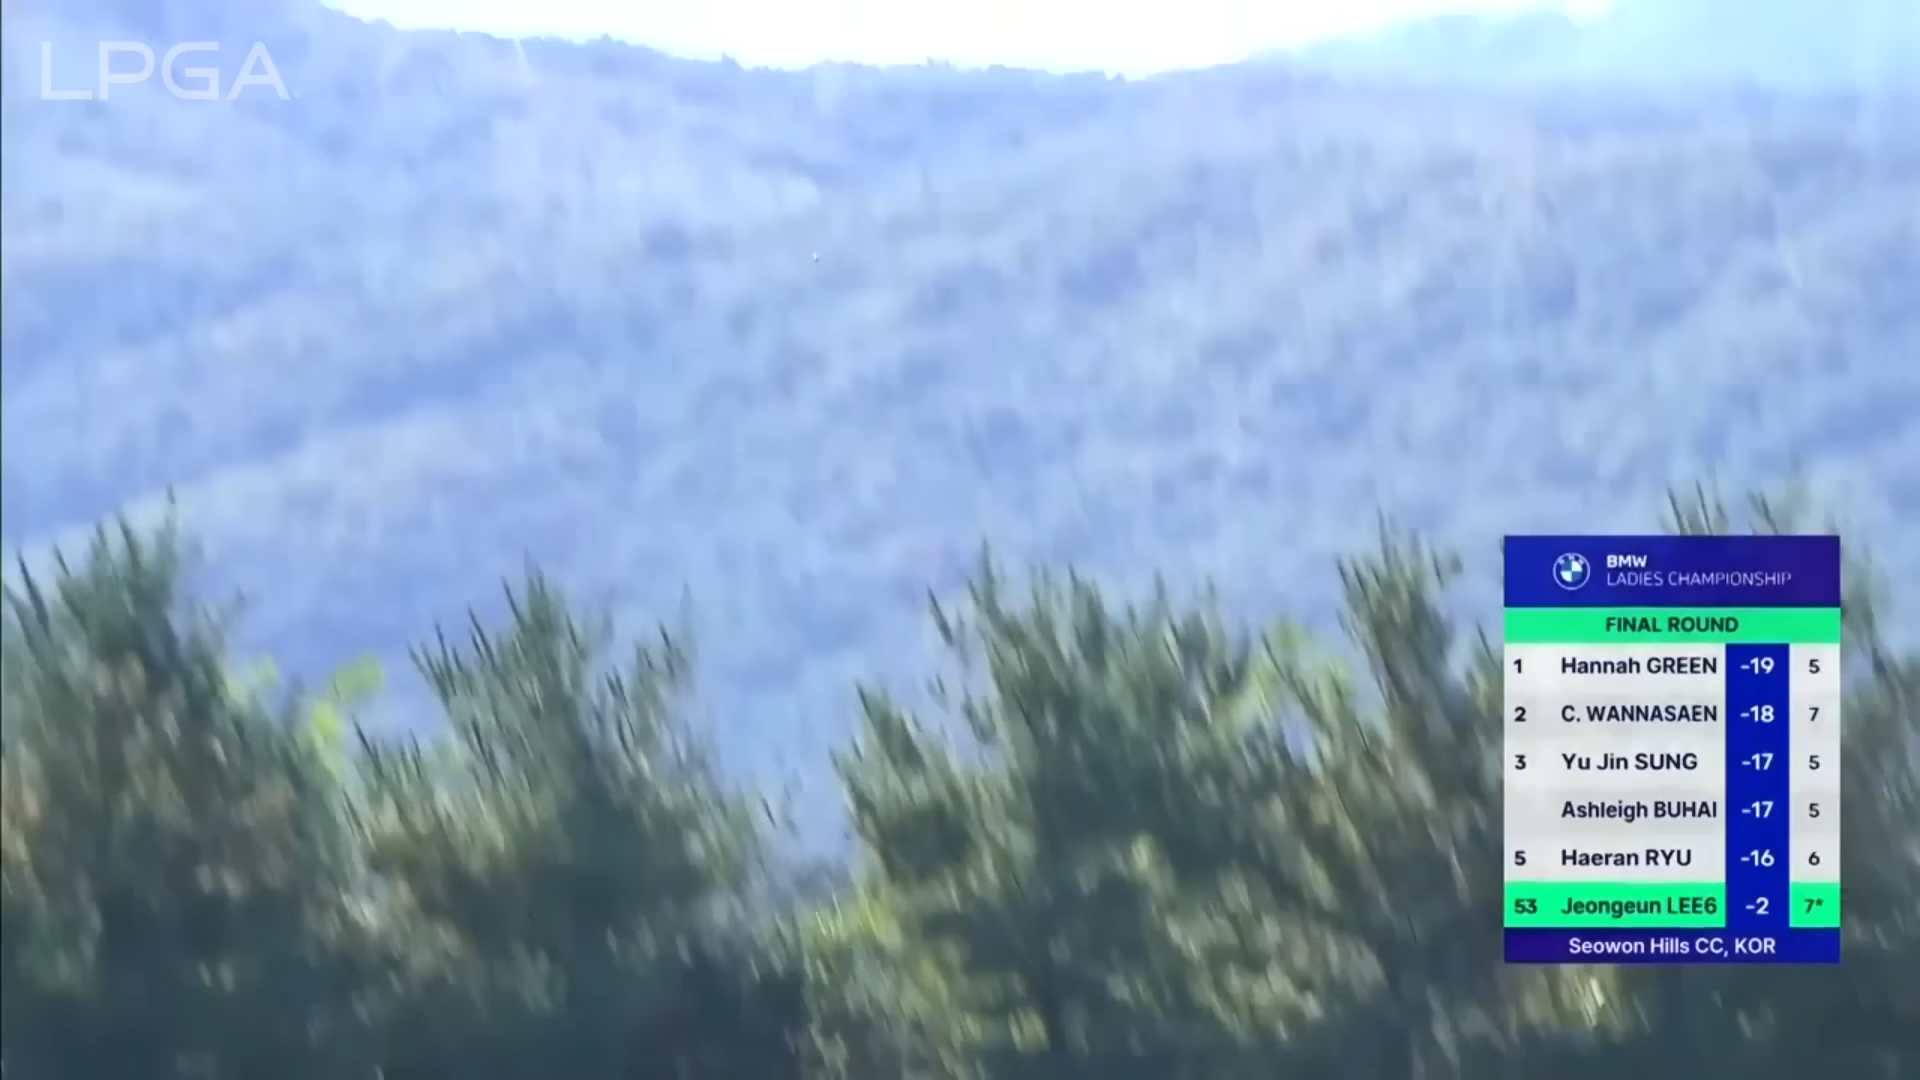 LPGA
BMW
LADIES CHAMPIONSHIP
FINAL ROUND
1 Hannah GREEN -19 5
2 C. WANNASAEN -18 7
3 Yu Jin SUNG -17 5
Ashleigh BUHAI -17 5
5 Haeran RYU -16 6
53 Jeongeun LEE6 -2 7*
Seowon Hills CC, KOR